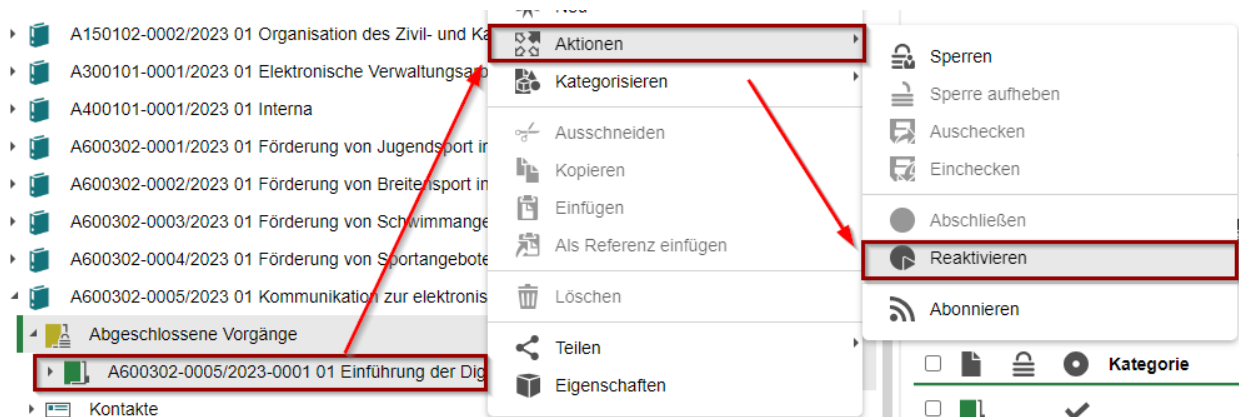 A150102-0002/2023 01 Organisation des Zivil- und Ka
A300101-0001/2023 01 Elektronische Verwaltungsarb
A400101-0001/2023 01 Interna
A600302-0001/2023 01 Förderung von Jugendsport in
A600302-0002/2023 01 Förderung von Breitensport in
A600302-0003/2023 01 Förderung von Schwimmange
A600302-0004/2023 01 Förderung von Sportangebote
A600302-0005/2023 01 Kommunikation zur elektronis
Abgeschlossene Vorgänge
A600302-0005/2023-0001 01 Einführung der Dig
Kontakte
Neu
Aktionen
Kategorisieren
Ausschneiden
Kopieren
Einfügen
Als Referenz einfügen
Löschen
Teilen
Eigenschaften
Sperren
Sperre aufheben
Auschecken
Einchecken
Abschließen
Reaktivieren
Abonnieren
Kategorie